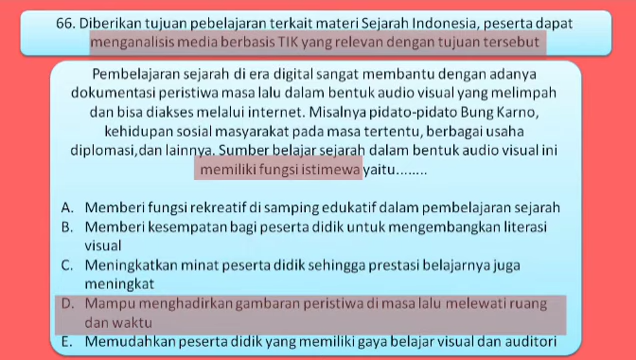 66. Diberikan tujuan pebelajaran terkait materi Sejarah Indonesia, peserta dapat
menganalisis media berbasis TIK yang relevan dengan tujuan tersebut
Pembelajaran sejarah di era digital sangat membantu dengan adanya
dokumentasi peristiwa masa lalu dalam bentuk audio visual yang melimpah
dan bisa diakses melalui internet. Misalnya pidato-pidato Bung Karno,
kehidupan sosial masyarakat pada masa tertentu, berbagai usaha
diplomasi,dan lainnya. Sumber belajar sejarah dalam bentuk audio visual ini
memiliki fungsi istimewa yaitu........
A. Memberi fungsi rekreatif di samping edukatif dalam pembelajaran sejarah
B. Memberi kesempatan bagi peserta didik untuk mengembangkan literasi
visual
C. Meningkatkan minat peserta didik sehingga prestasi belajarnya juga
meningkat
D. Mampu menghadirkan gambaran peristiwa di masa lalu melewati ruang
dan waktu
E. Memudahkan peserta didik yang memiliki gaya belajar visual dan auditori